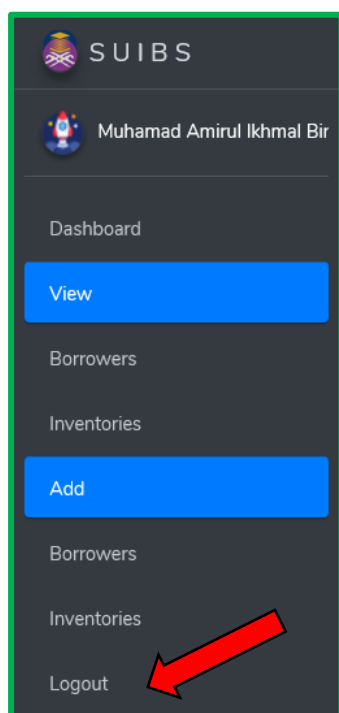 SUIBS
Muhamad Amirul Ikhmal Bir
Dashboard
View
Borrowers
Inventories
Add
Borrowers
Inventories
Logout